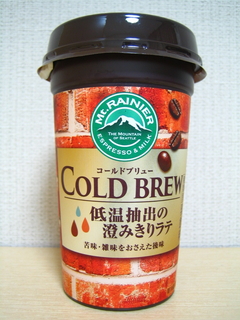 Mt. RAINIER
THE MOUNTAIN
OF SEATTLE
ESPRESSO & MILK
コールドブリュー
COLD BREW
低温抽出の
澄みきりラテ
苦味・雑味をおさえた後味